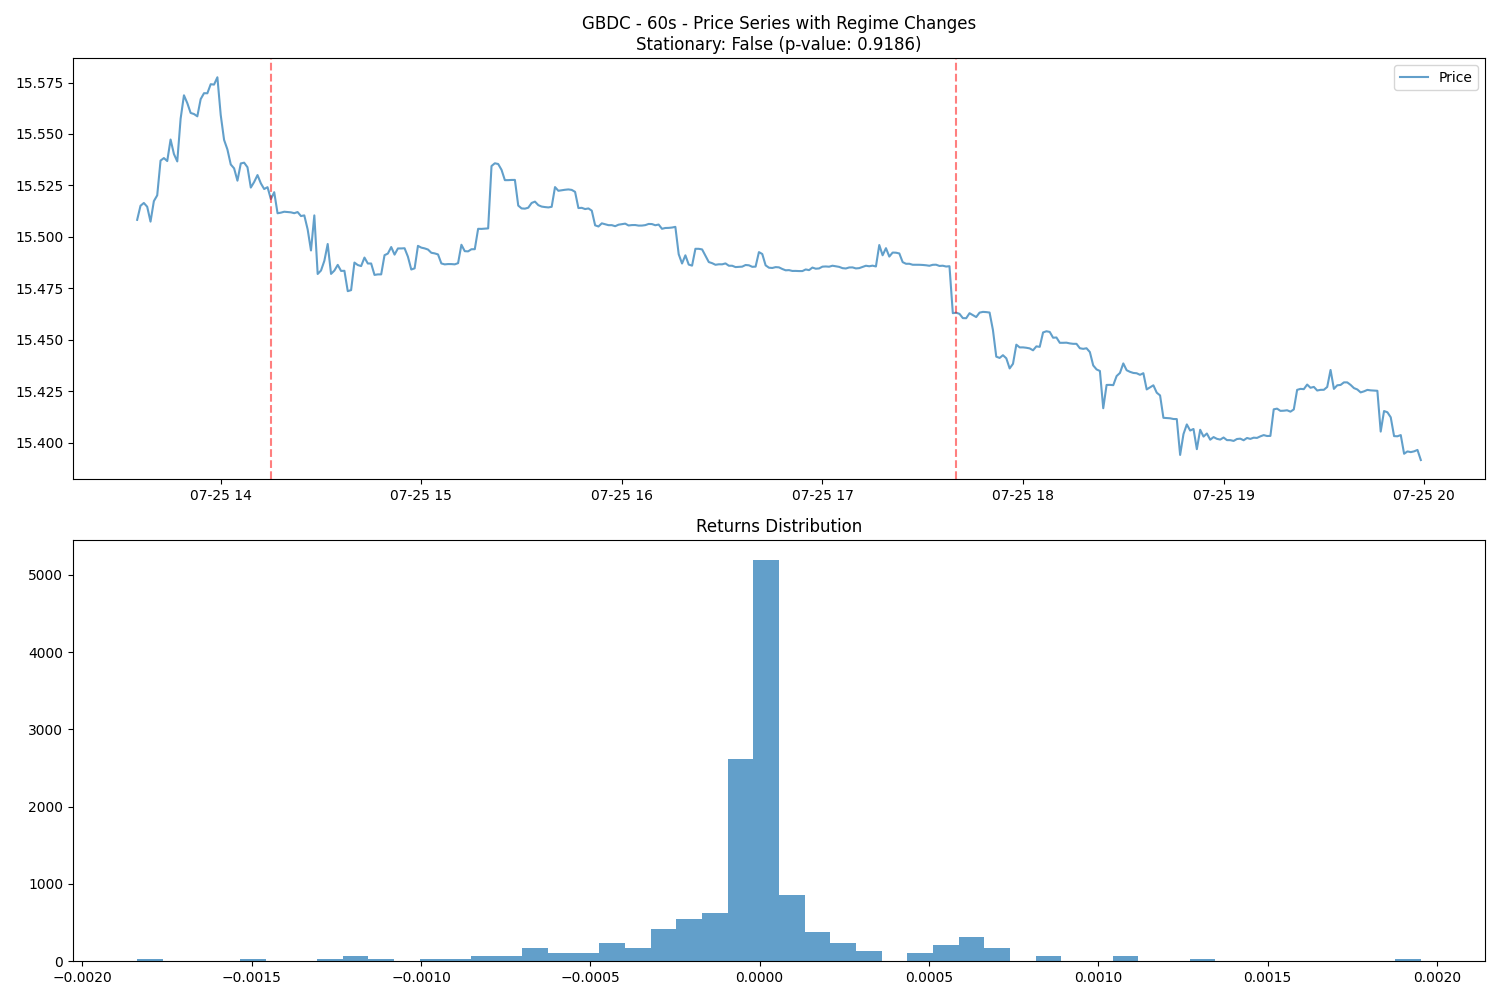 GBDC - 60s - Price Series with Regime Changes
Stationary: False (p-value: 0.9186)
Price
15.575
15.550
15.525
15.500
15.475
15.450
15.425
15.400
07-25 14 07-25 15 07-25 16 07-25 17 07-25 18 07-25 19 07-25 20
Returns Distribution
5000
4000
3000
2000
1000
0
−0.0020 −0.0015 −0.0010 −0.0005 0.0000 0.0005 0.0010 0.0015 0.0020